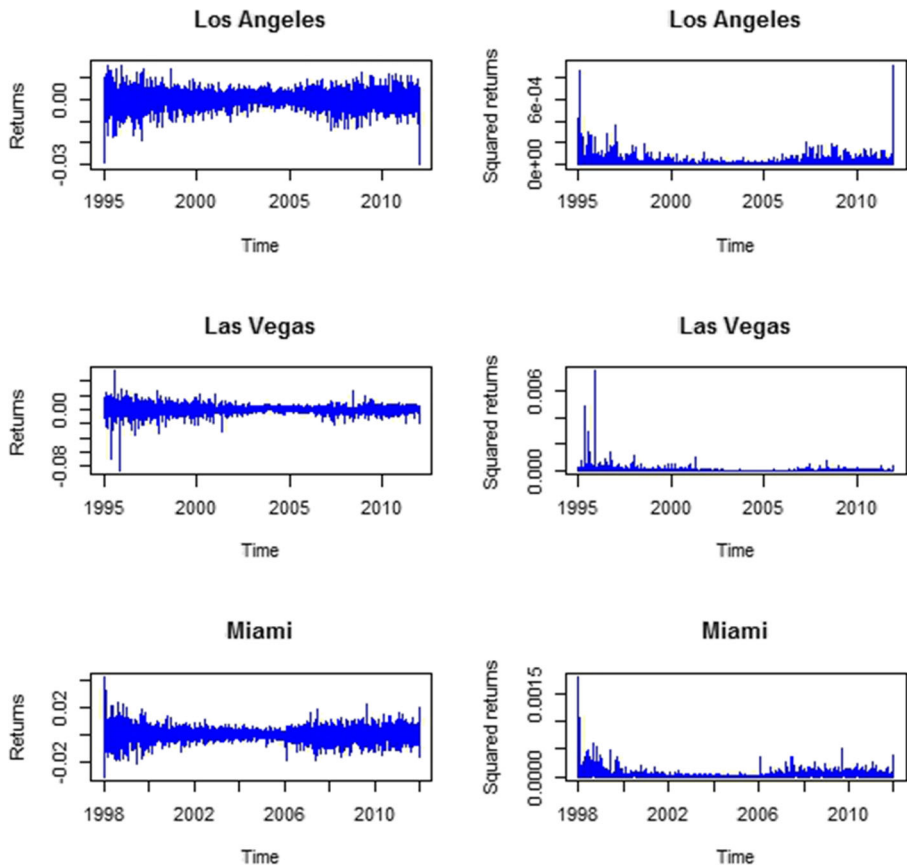 Los Angeles
Returns
0.00
-0.03
1995 2000 2005 2010
Time
Los Angeles
Squared returns
6e-04
0e+00
1995 2000 2005 2010
Time
Las Vegas
Returns
0.00
-0.08
1995 2000 2005 2010
Time
Las Vegas
Squared returns
0.006
0.000
1995 2000 2005 2010
Time
Miami
Returns
0.02
-0.02
1998 2002 2006 2010
Time
Miami
Squared returns
0.0015
0.0000
1998 2002 2006 2010
Time